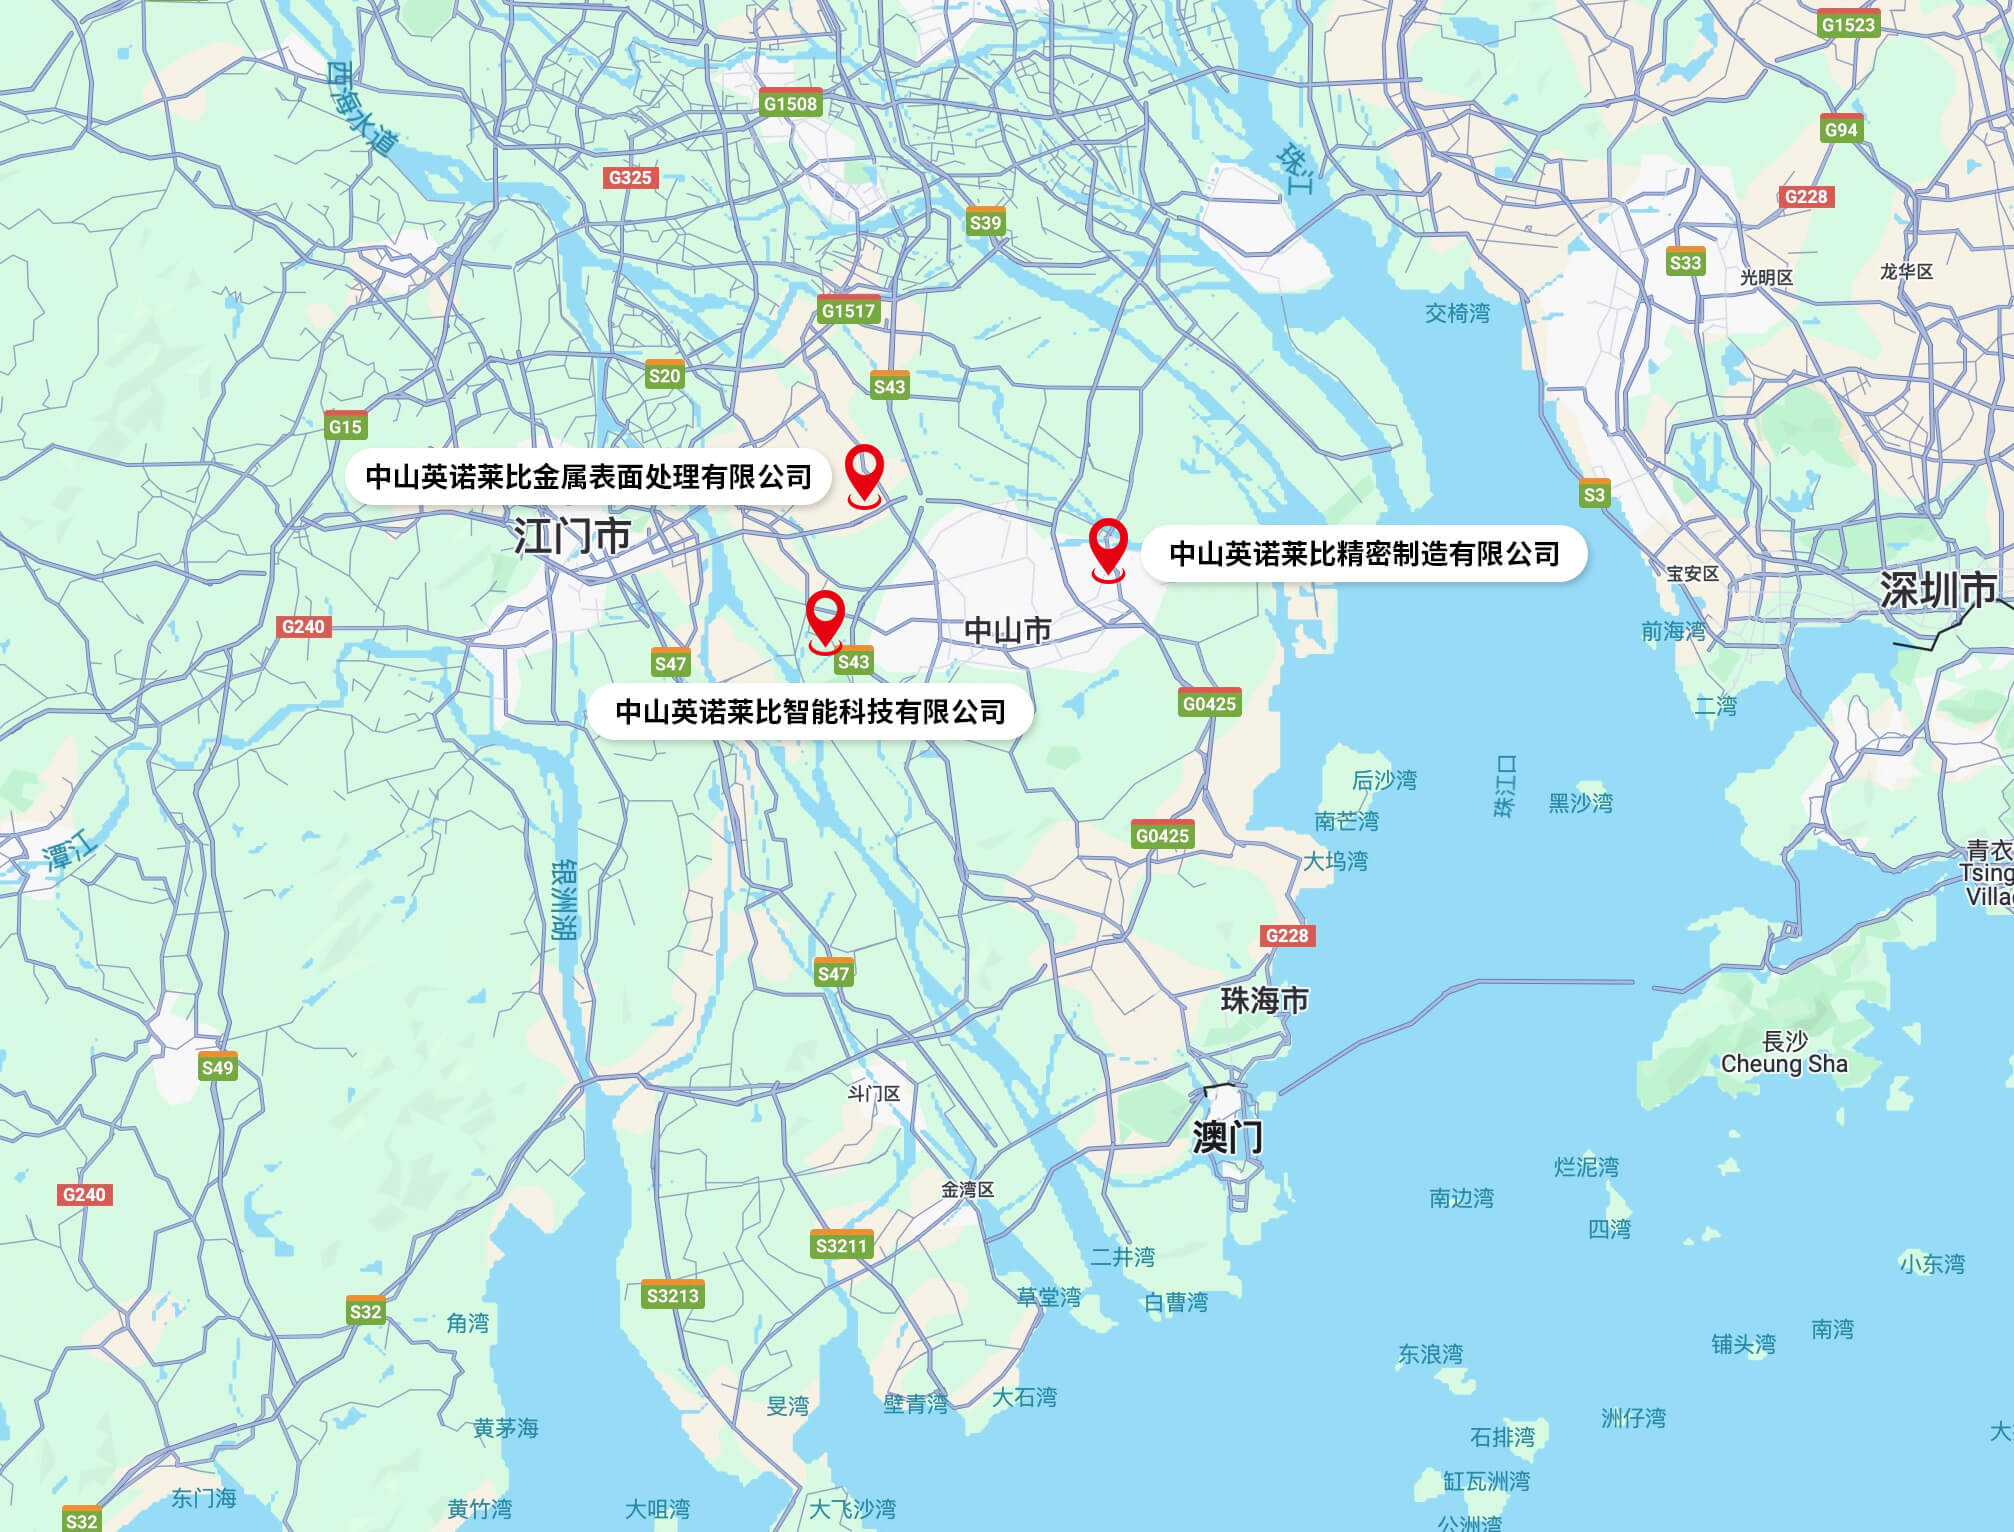 G1523
西海水道
G1508
G94
珠江
G325
G228
S39
S33
光明区
龙华区
G1517
交椅湾
S20
S43
G15
中山英诺莱比金属表面处理有限公司
S3
江门市
中山英诺莱比精密制造有限公司
宝安区
深圳市
G240
中山市
前海湾
S47
S43
G0425
二湾
中山英诺莱比智能科技有限公司
后沙湾
珠江口
黑沙湾
南芒湾
G0425
潭江
大坞湾
青衣
Tsing
Villa
银洲湖
G228
S47
珠海市
長沙
Cheung Sha
S49
斗门区
澳门
烂泥湾
G240
金湾区
南边湾
四湾
S3211
二井湾
小东湾
S3213
草堂湾
白曹湾
S32
角湾
南湾
铺头湾
东浪湾
大石湾
旻湾
壁青湾
洲仔湾
黄茅海
石排湾
大
缸瓦洲湾
东门海
黄竹湾
大咀湾
大飞沙湾
S32
公洲湾